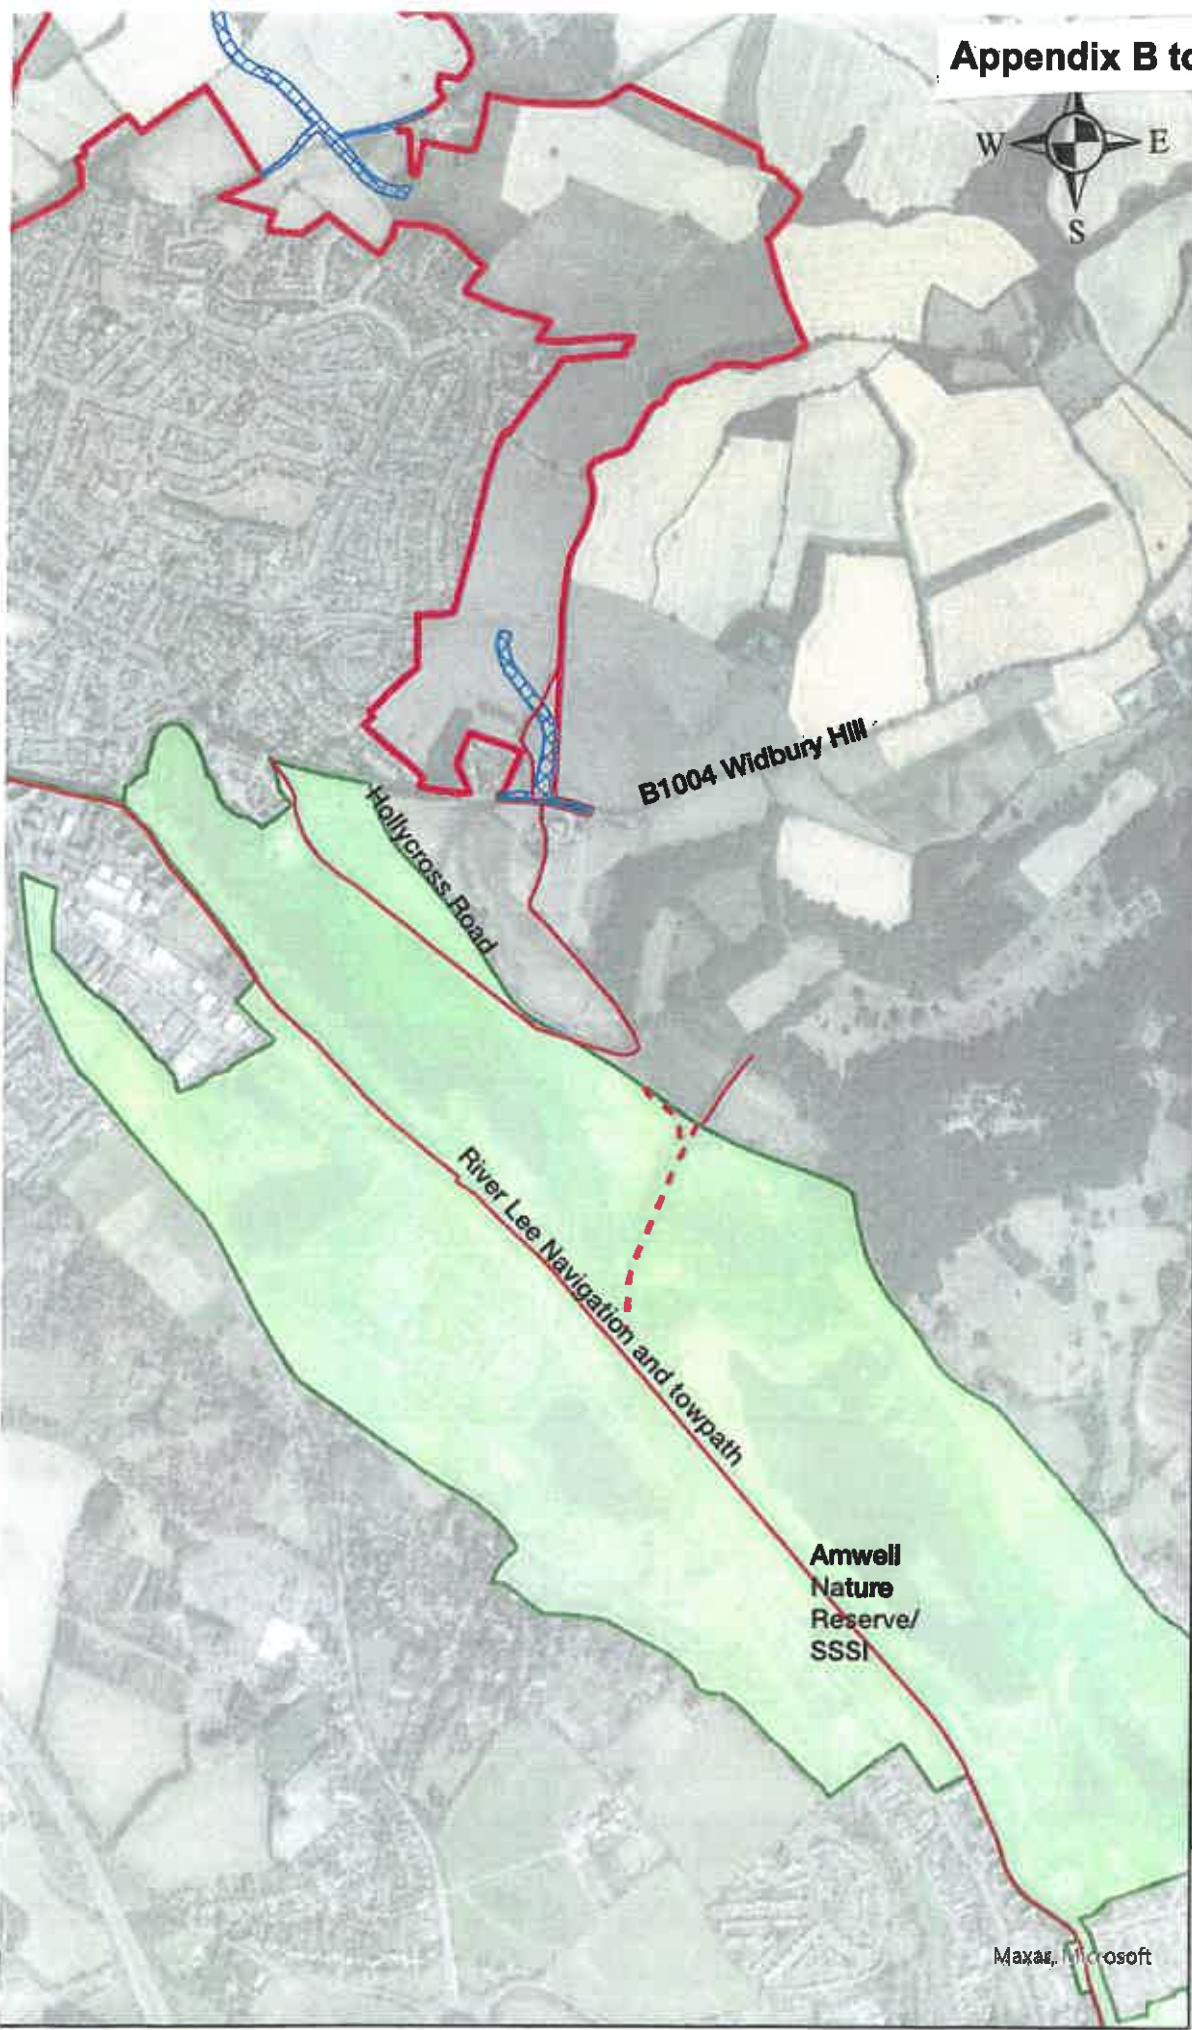 Appendix B to
W E
S
B1004 Widbury Hill
Hollycross Road
River Lee Navigation and towpath
Amwell
Nature
Reserve/
SSSI
Maxar, Microsoft